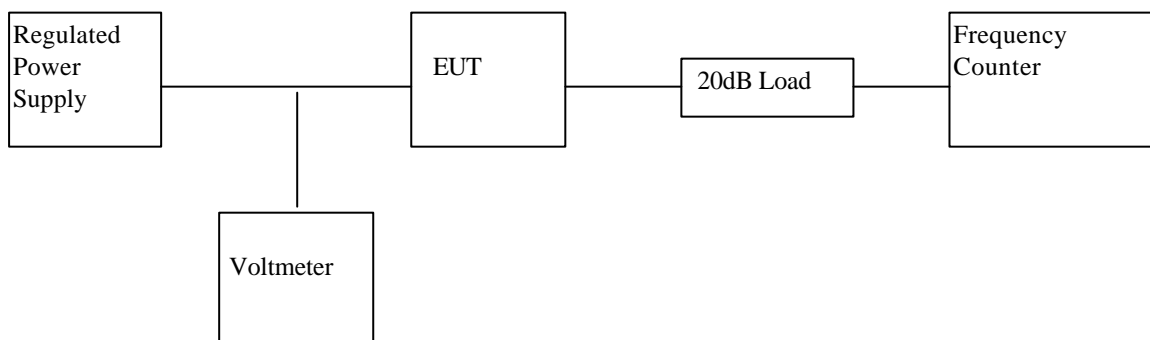 Regulated
Power
Supply
EUT
20dB Load
Frequency
Counter
Voltmeter